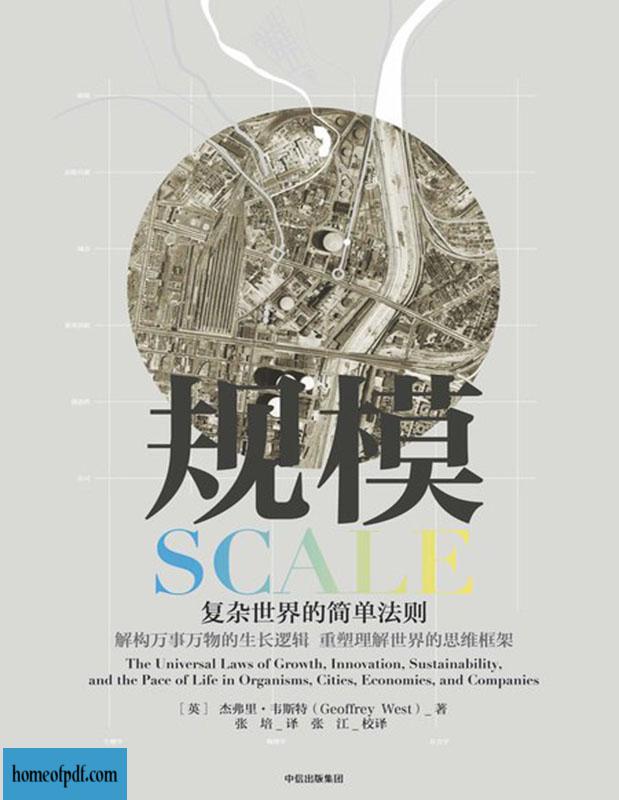 规模
SCALE
复杂世界的简单法则
解构万事万物的生长逻辑 重塑理解世界的思维框架
The Universal Laws of Growth, Innovation, Sustainability,
and the Pace of Life in Organisms, Cities, Economies, and Companies
[英] 杰弗里·韦斯特（Geoffrey West）_著
张 培_译 张 江_校译
homeofpdf.com
中信出版集团